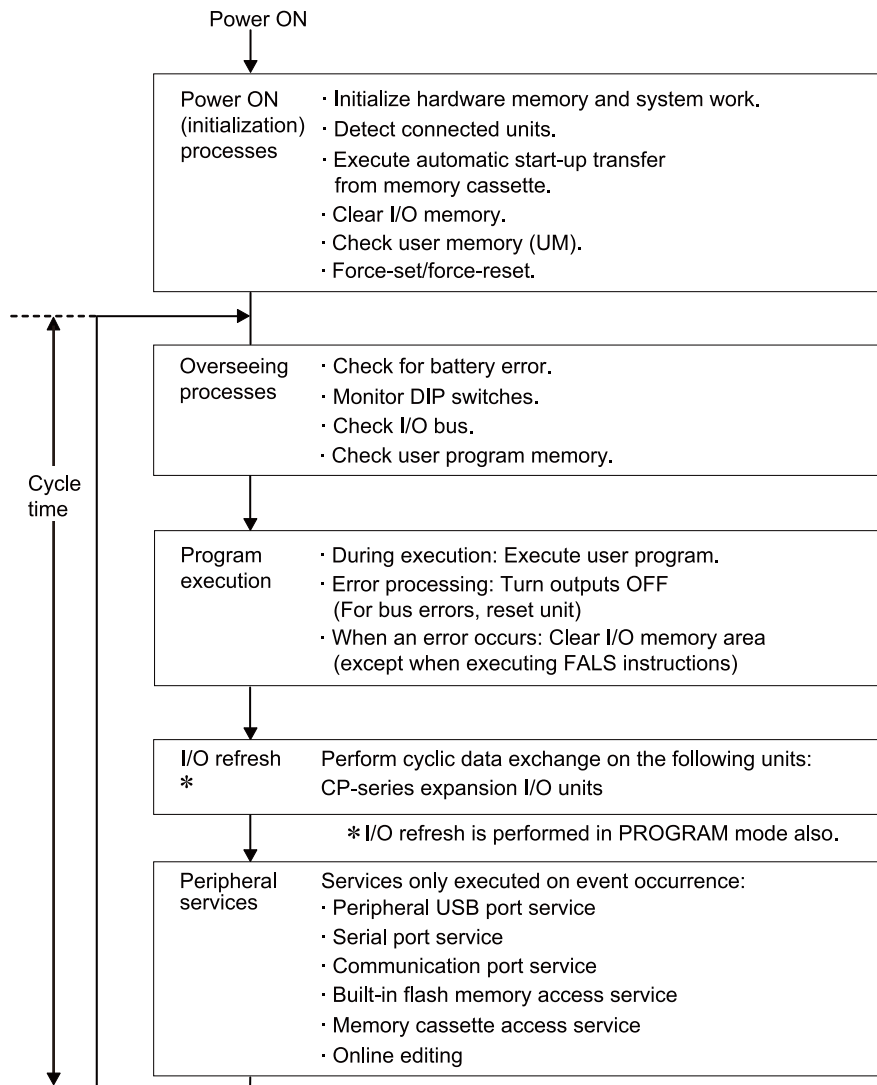 Power ON
Power ON
(initialization)
processes
· Initialize hardware memory and system work.
· Detect connected units.
· Execute automatic start-up transfer
from memory cassette.
· Clear I/O memory.
· Check user memory (UM).
· Force-set/force-reset.
Overseeing
processes
· Check for battery error.
· Monitor DIP switches.
· Check I/O bus.
· Check user program memory.
Cycle
time
Program
execution
· During execution: Execute user program.
· Error processing: Turn outputs OFF
(For bus errors, reset unit)
· When an error occurs: Clear I/O memory area
(except when executing FALS instructions)
I/O refresh
*
Perform cyclic data exchange on the following units:
CP-series expansion I/O units
* I/O refresh is performed in PROGRAM mode also.
Peripheral
services
Services only executed on event occurrence:
· Peripheral USB port service
· Serial port service
· Communication port service
· Built-in flash memory access service
· Memory cassette access service
· Online editing